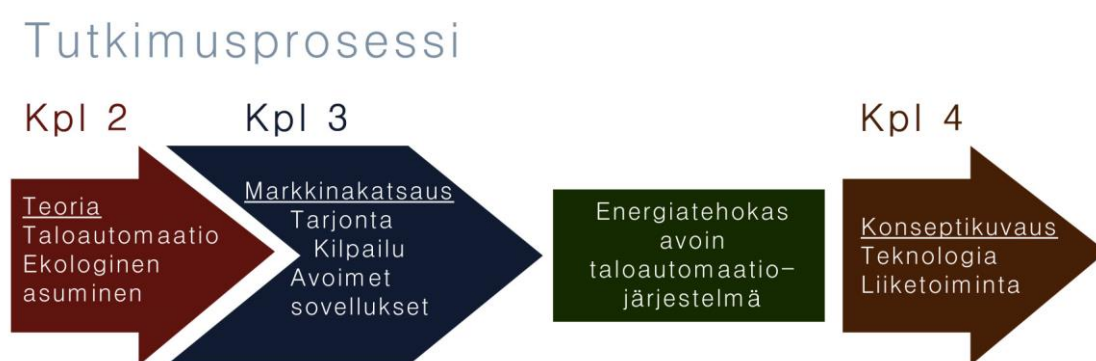 Tutkimusprosessi
Kpl 2
Teoria
Taloautomaatio
Ekologinen
asuminen
Kpl 3
Markkinakatsaus
Tarjonta
Kilpailu
Avoimet
sovellukset
Energiatehokas
avoin
taloautomaatio-
järjestelmä
Kpl 4
Konseptikuvaus
Teknologia
Liiketoiminta